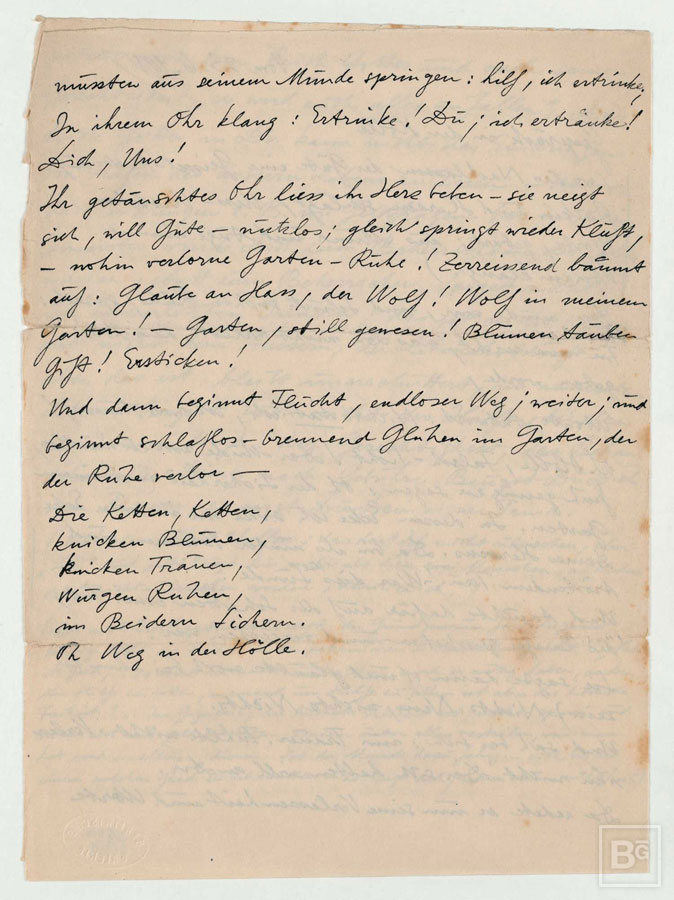 müssten aus seinem Munde springen: hilf, ich ertrinke,
In ihrem Ohr klang: Ertrinke! Du; ich ertränke!
Dich, Uns!
Ihr getäuschtes Ohr liess ihr Herz beben – sie neigt
sich, will Güte – nutzlos; gleich springt wieder Kluft,
– wohin verlorne Garten – Ruhe! Zerreissend bäumt
auf: Glaube an Hass, der Wolf! Wolf in meinem
Garten! – Garten, still gewesen! Blumen täuben
Gift! Ersticken!
Und dann beginnt Flucht, endloser Weg; weiter; und
beginnt schlaflos – brennend Glühen im Garten, der
der Ruhe verlor –
Die Ketten, Ketten,
knicken Blumen,
knicken Tränen,
Würgen Ruhen,
im Beidern
Oh Weg in der Hölle.
BG